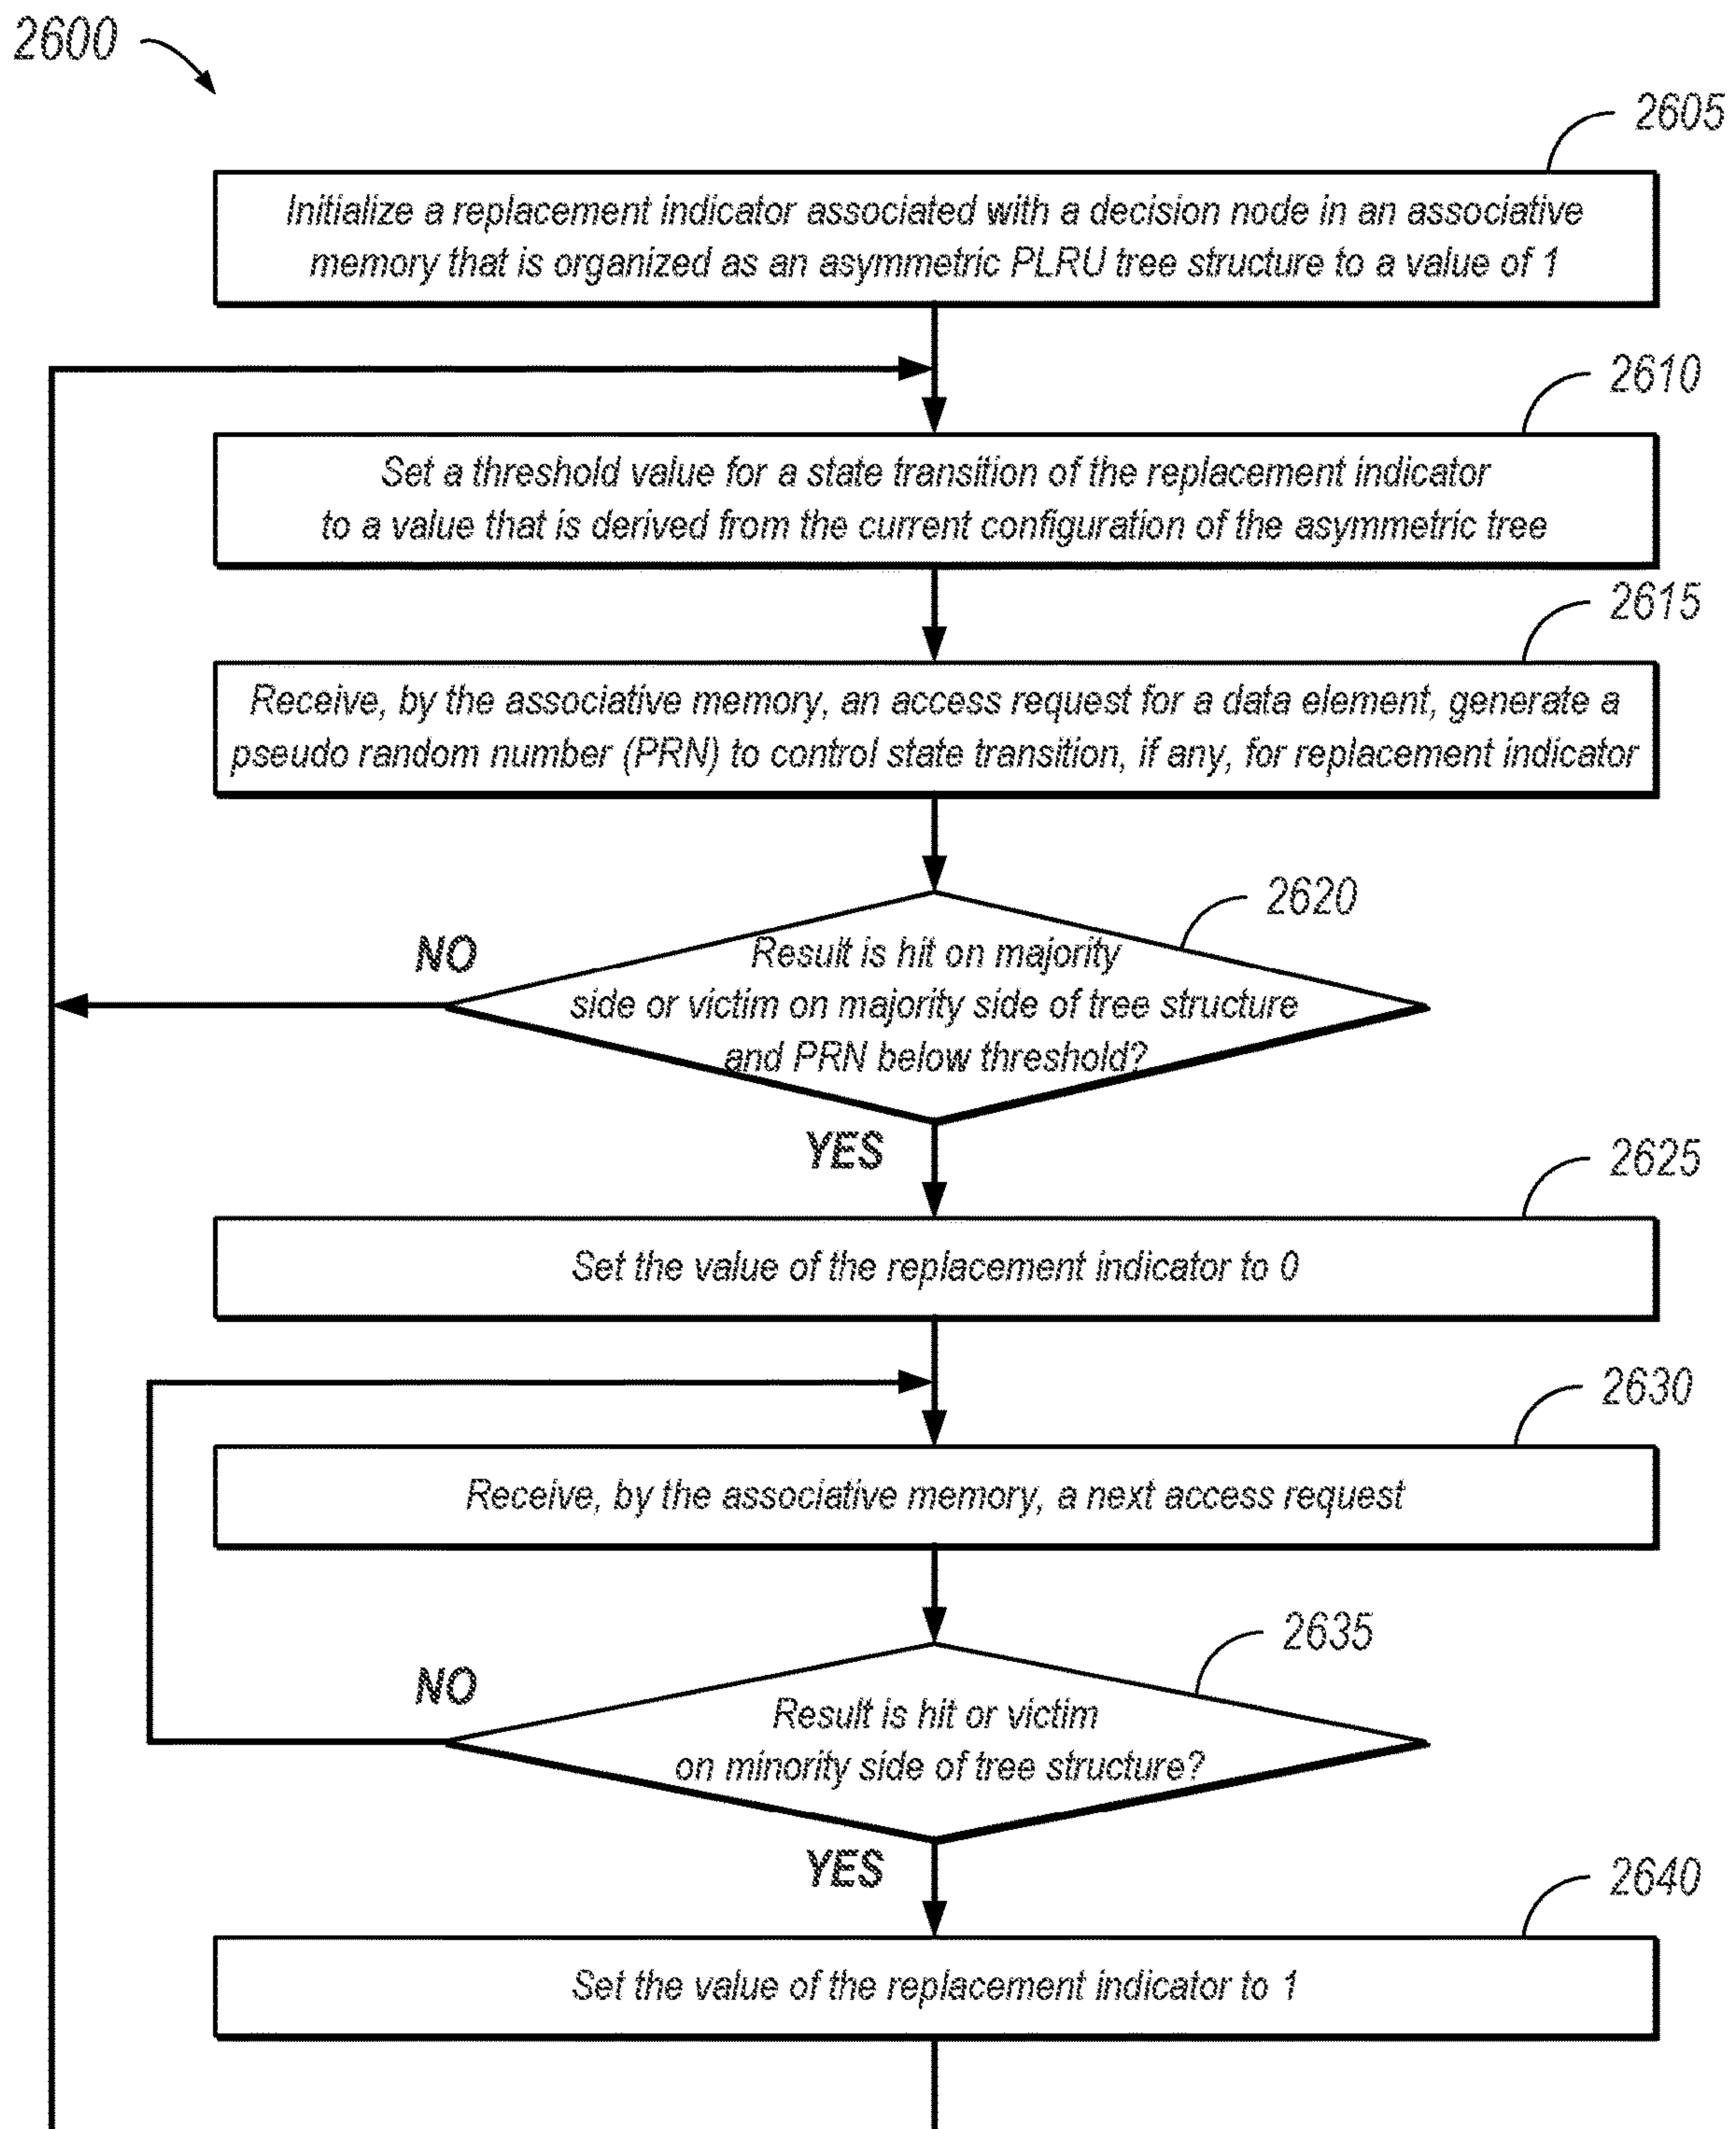 2600
2605
Initialize a replacement indicator associated with a decision node in an associative
memory that is organized as an asymmetric PLRU tree structure to a value of 1
2610
Set a threshold value for a state transition of the replacement indicator
to a value that is derived from the current configuration of the asymmetric tree
2615
Receive, by the associative memory, an access request for a data element, generate a
pseudo random number (PRN) to control state transition, if any, for replacement indicator
2620
NO
Result is hit on majority
side or victim on majority side of tree structure
and PRN below threshold?
YES
2625
Set the value of the replacement indicator to 0
2630
Receive, by the associative memory, a next access request
2635
NO
Result is hit or victim
on minority side of tree structure?
YES
2640
Set the value of the replacement indicator to 1